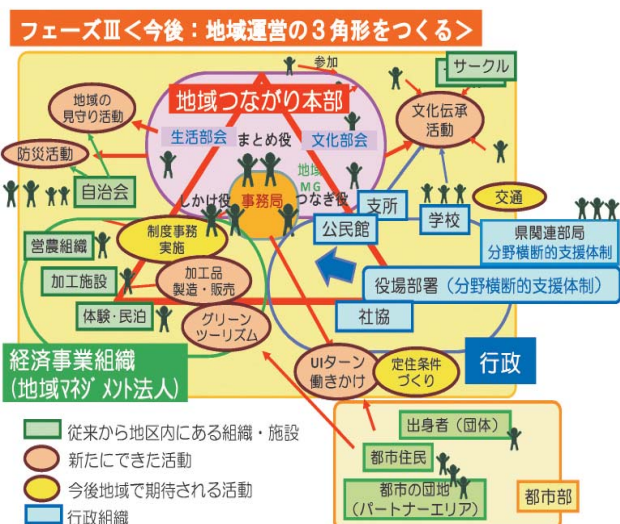 フェーズⅢ＜今後：地域運営の３角形をつくる＞
参加
サークル
地域つながり本部
地域の
見守り活動
文化伝承
活動
生活部会
まとめ役
文化部会
防災活動
地域
MG
自治会
しかけ役
事務局
つなぎ役
支所
学校
交通
公民館
県関連部局
分野横断的支援体制
営農組織
制度事務
実施
加工施設
加工品
製造・販売
役場部署（分野横断的支援体制）
体験・民泊
グリーン
ツーリズム
社協
経済事業組織
(地域マネジメント法人)
UIターン
働きかけ
定住条件
づくり
行政
従来から地区内にある組織・施設
新たにできた活動
今後地域で期待される活動
行政組織
出身者（団体）
都市住民
都市の団地
（パートナーエリア）
都市部